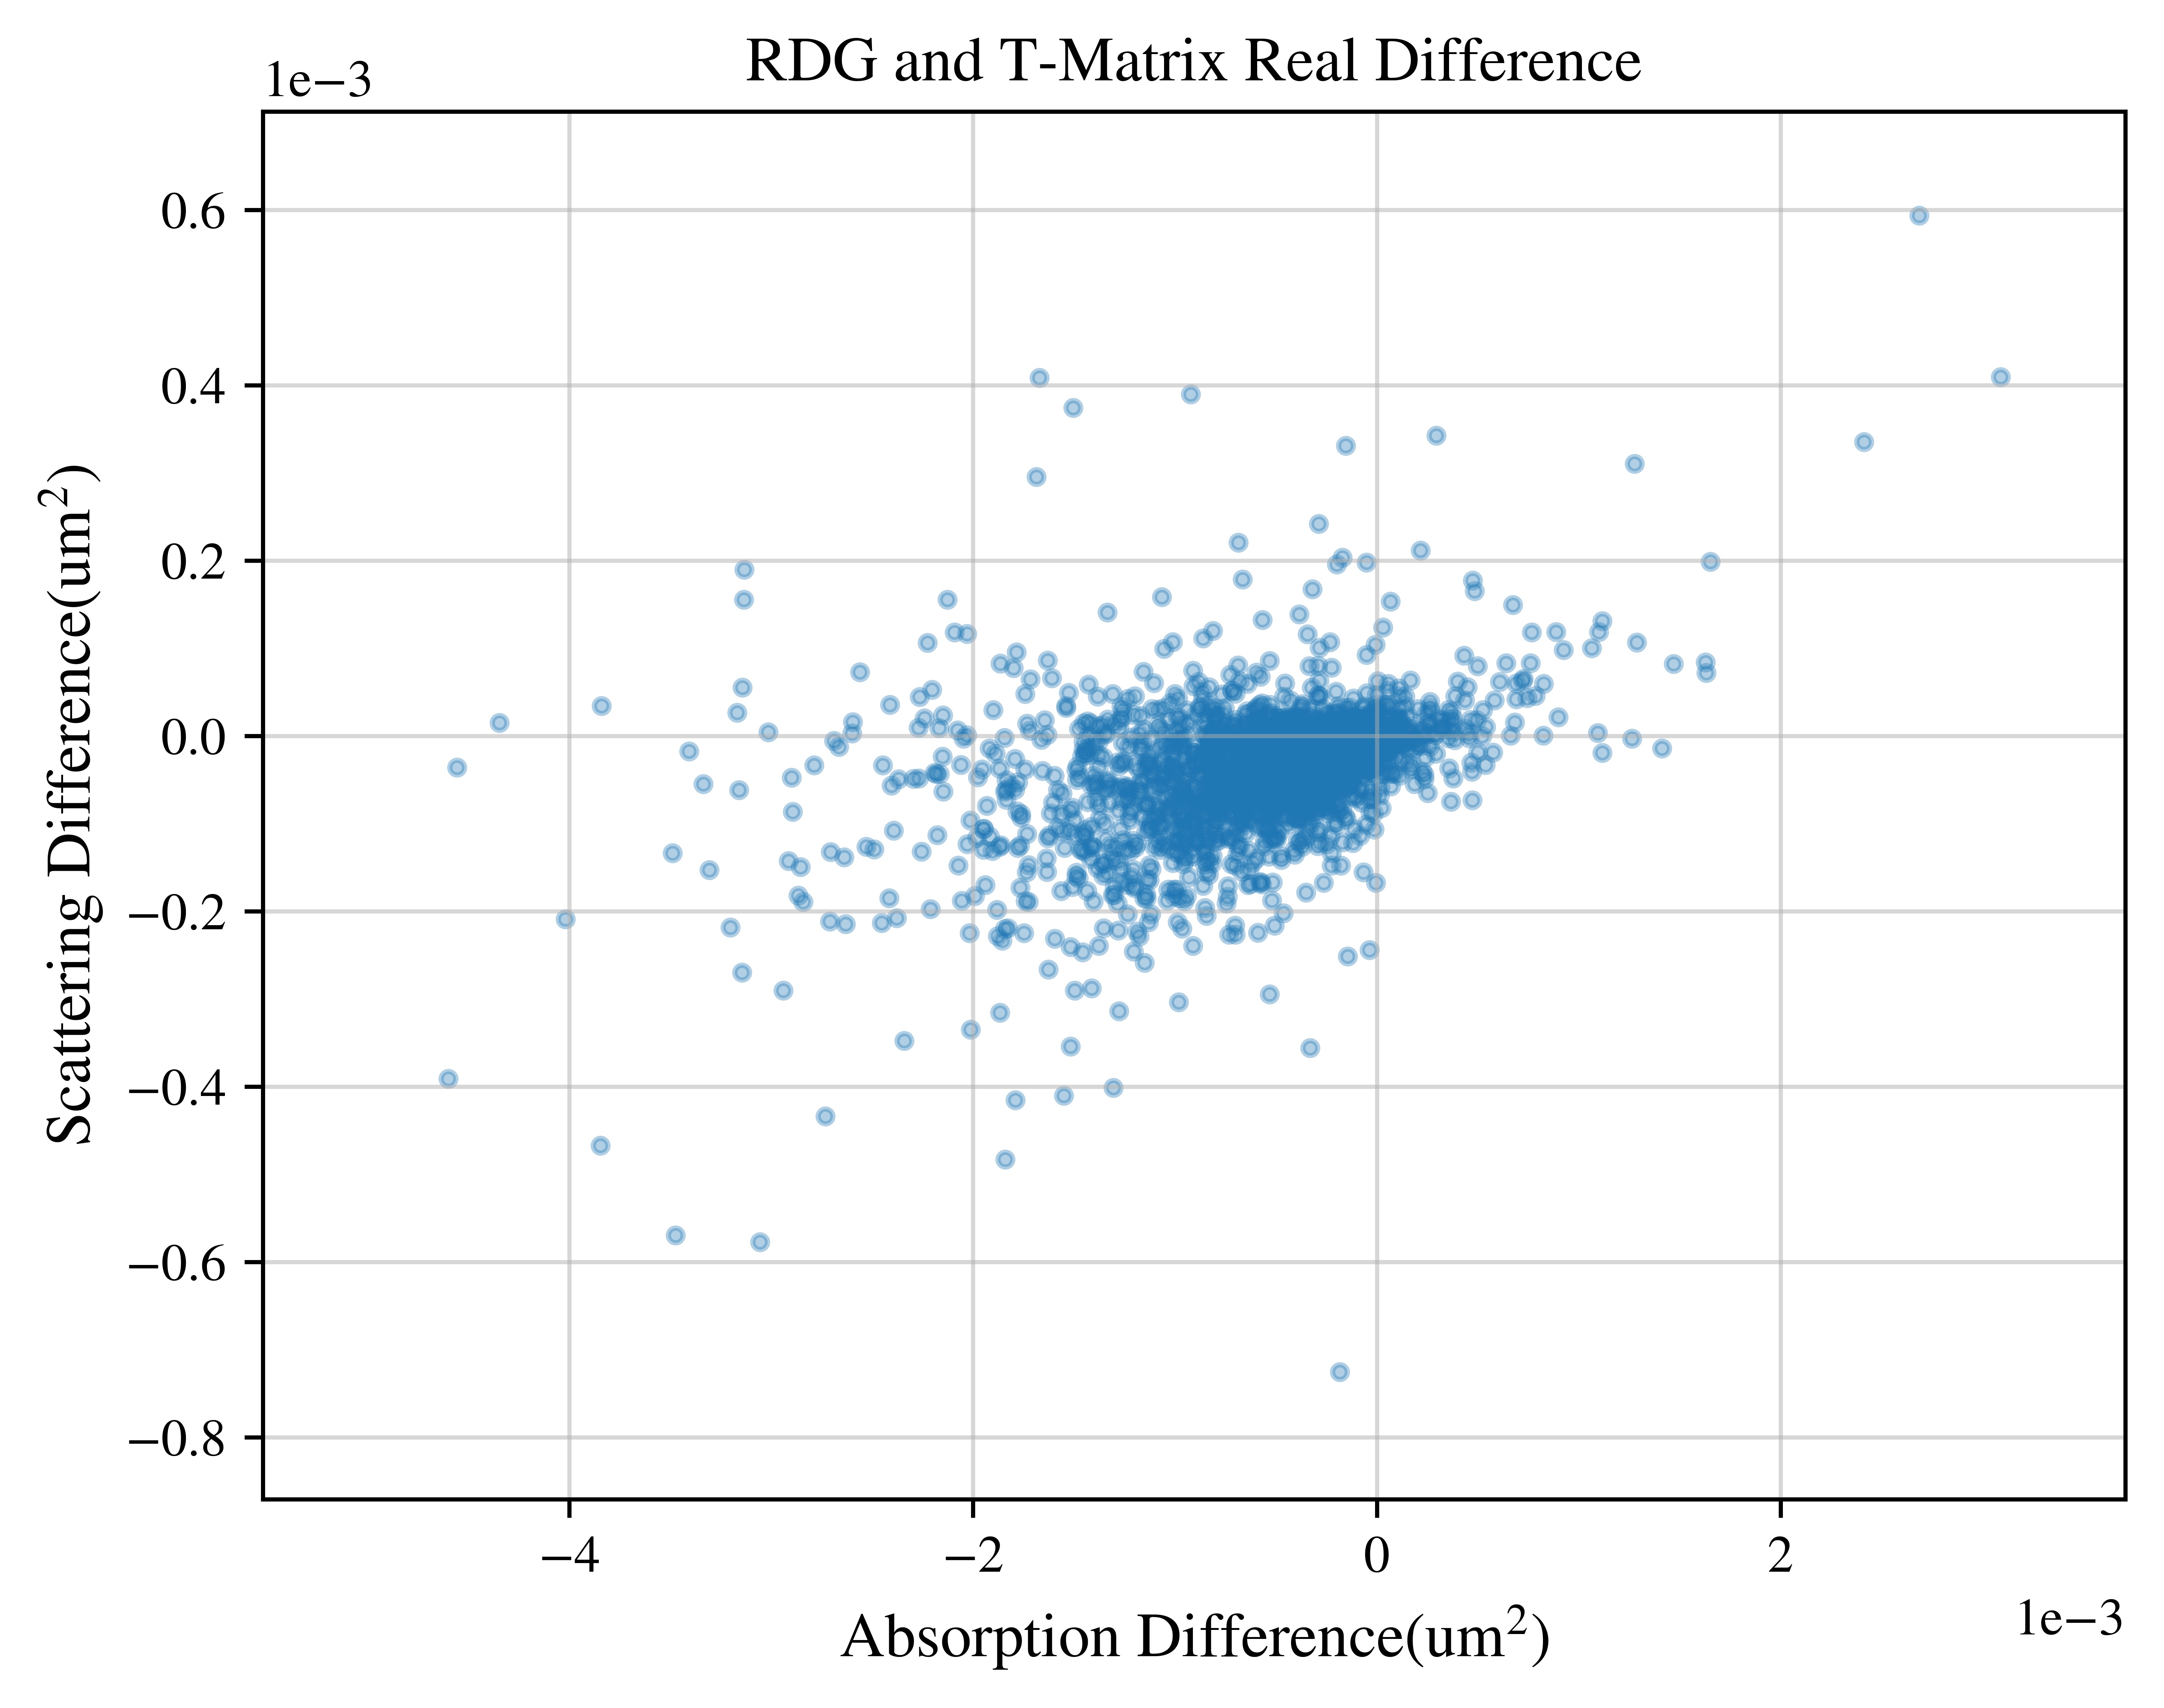 RDG and T-Matrix Real Difference
1e−3
0.6
0.4
0.2
0.0
−0.2
−0.4
−0.6
−0.8
Scattering Difference(um²)
−4
−2
0
2
1e−3
Absorption Difference(um²)